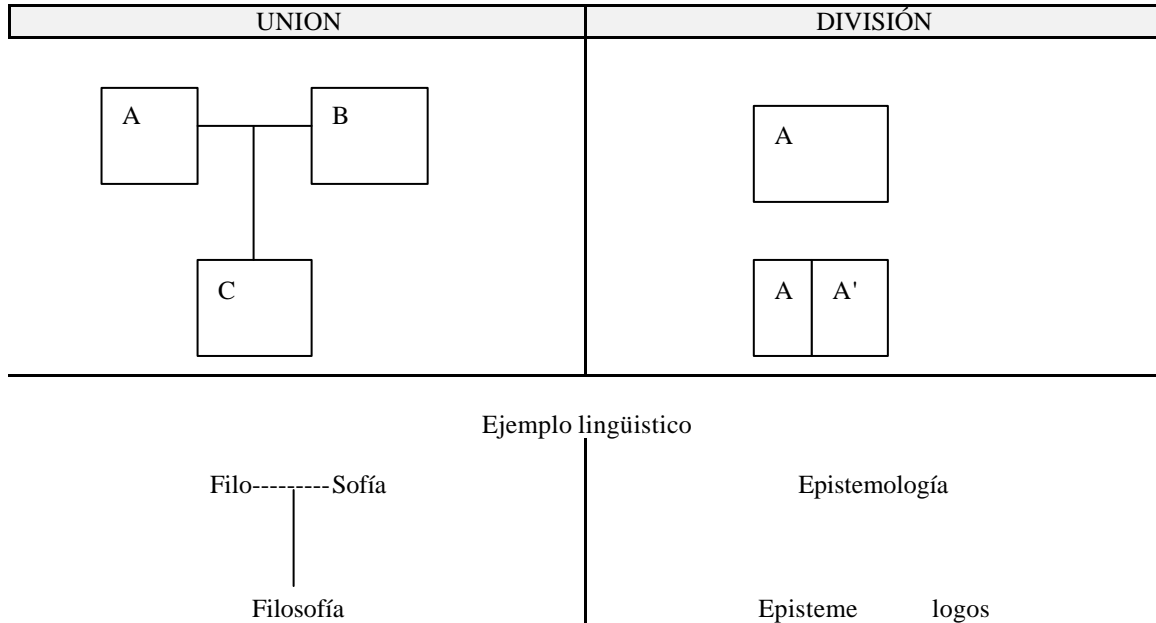 UNION DIVISIÓN
A B
A
C
A A'
Ejemplo lingüistico
Filo---------Sofía Epistemología
Filosofía Episteme logos